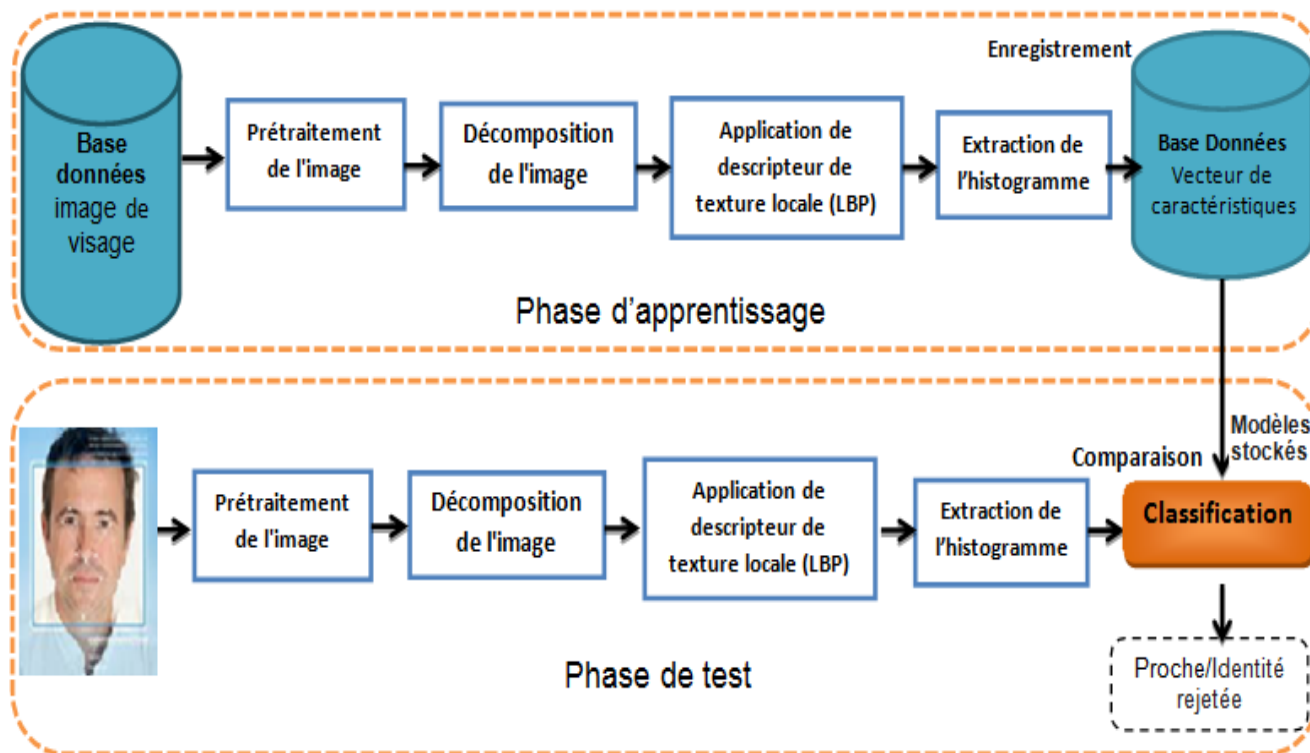 Enregistrement
Base
données
image de
visage
Prétraitement
de l'image
Décomposition
de l'image
Application de
descripteur de
texture locale (LBP)
Extraction de
l'histogramme
Base Données
Vecteur de
caractéristiques
Phase d'apprentissage
Modèles
stockés
Comparaison
Prétraitement
de l'image
Décomposition
de l'image
Application de
descripteur de
texture locale (LBP)
Extraction de
l'histogramme
Classification
Phase de test
Proche/Identité
rejetée